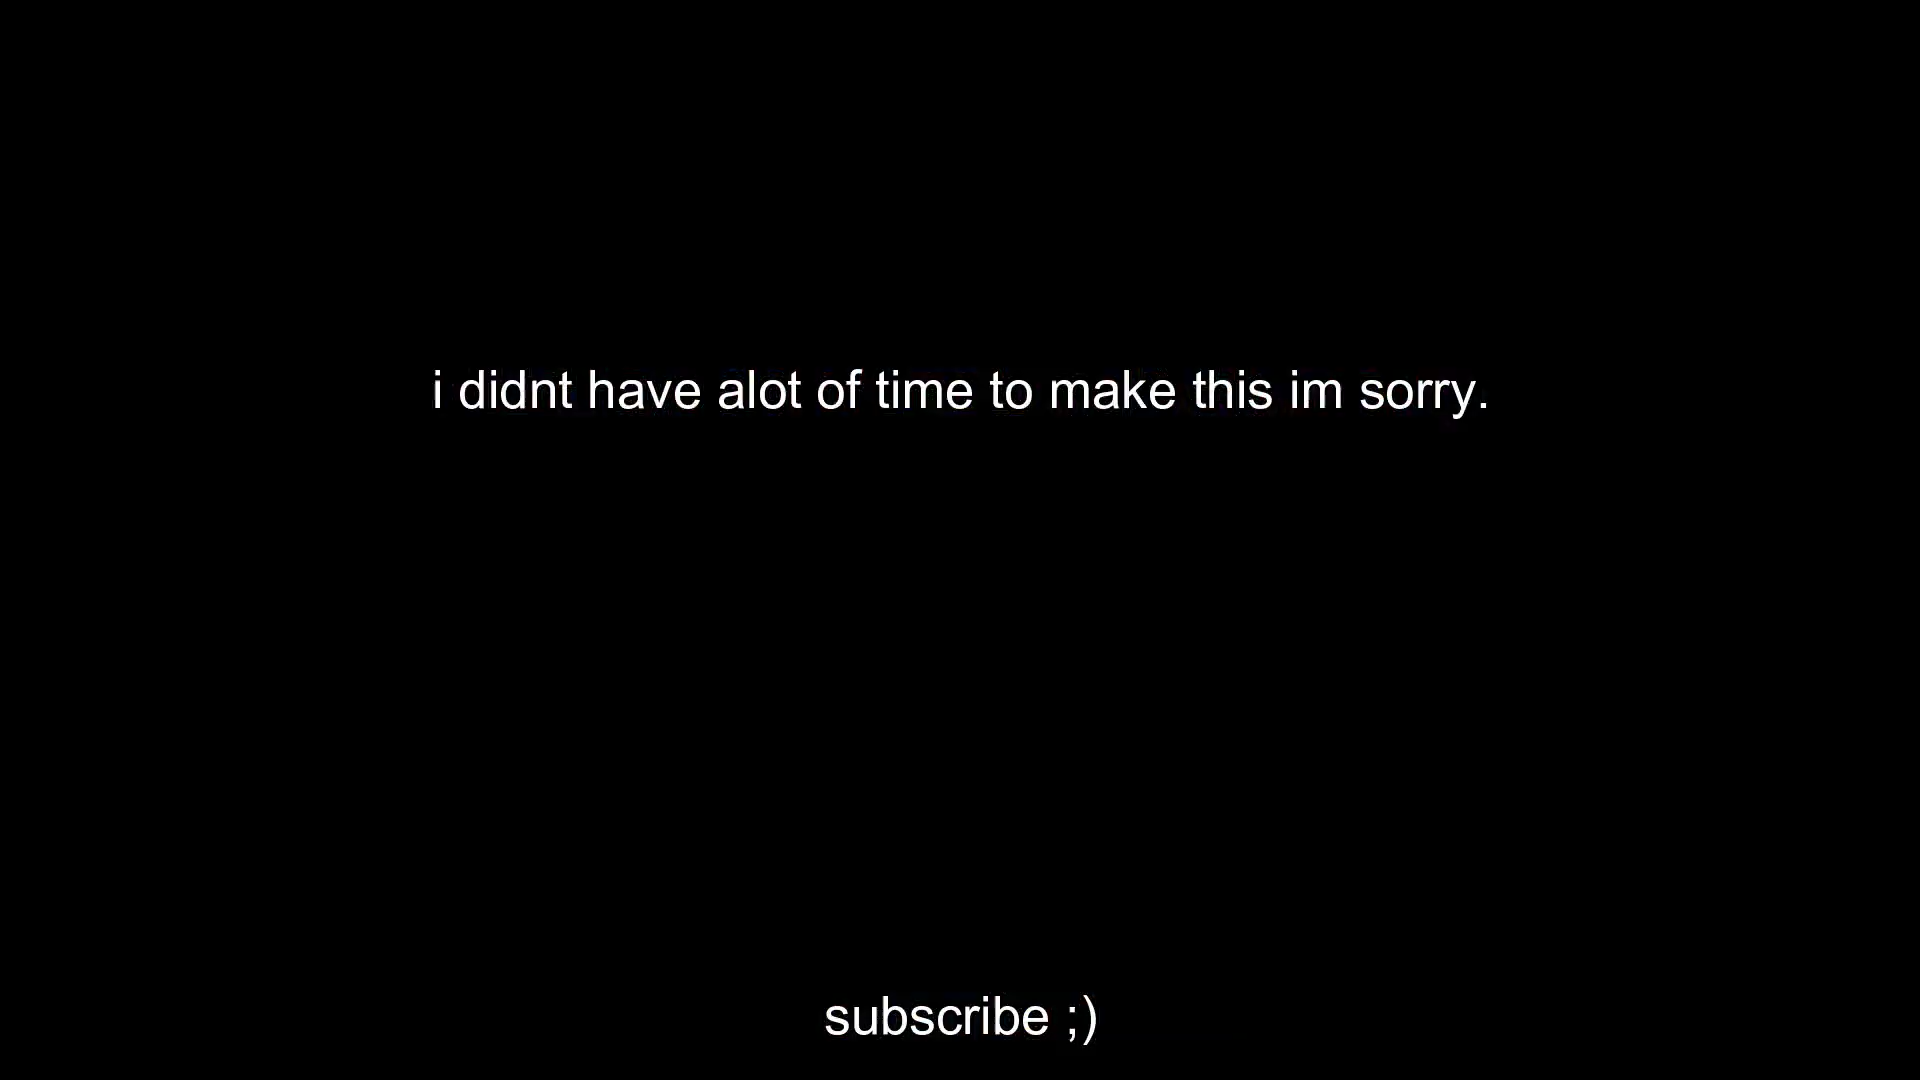 i didnt have alot of time to make this im sorry.
subscribe ;)